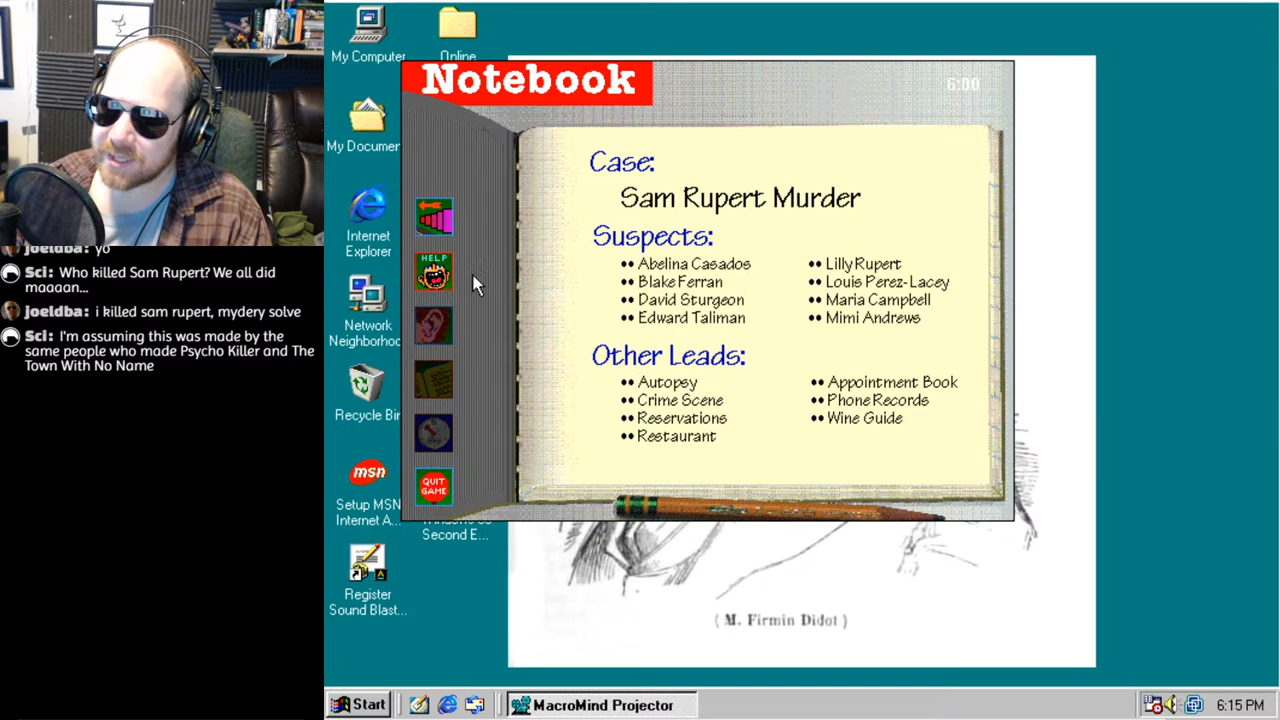 My Computer
Online
My Documen
Internet
Explorer
Network
Neighborhoo
Recycle Bin
msn
Setup MSN
Internet A...
Second E...
Register
Sound Blast...
Notebook
6:00
HELP
QUIT
GAME
Case:
Sam Rupert Murder
Suspects:
•• Abelina Casados
•• Blake Ferran
•• David Sturgeon
•• Edward Taliman
•• Lilly Rupert
•• Louis Perez-Lacey
•• Maria Campbell
•• Mimi Andrews
Other Leads:
•• Autopsy
•• Crime Scene
•• Reservations
•• Restaurant
•• Appointment Book
•• Phone Records
•• Wine Guide
joeldba: yo
Sci: Who killed Sam Rupert? We all did
maaaan...
joeldba: i killed sam rupert, mydery solve
Sci: I'm assuming this was made by the
same people who made Psycho Killer and The
Town With No Name
( M. Firmin Didot )
Start
MacroMind Projector
6:15 PM